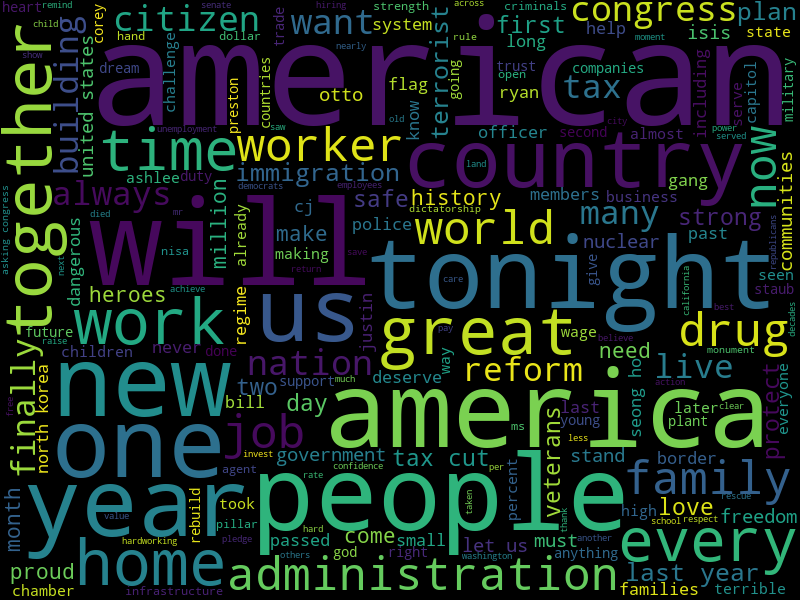 heart remind senate hiring across criminals strength
citizen want system first congress plan
child corey hand dollar trade rule nearly long help isis state
american
together building united states dream challenge countries preston otto flag know terrorist going trust open companies moment
show ryan tax including serve capitol military
unemployment saw old officer second almost city power served
time worker country now
ashlee duty immigration land gang communities
always employees members business
democrats safe history many strong
asking congress died mr nisa million already cj dictatorship past
will make police world nuclear republicans
dangerous making tonight give seen
next save return care california staub
heroes achieve regime us justin best decades
future work great wage drug
raise never done pay believe monument
children nation way reform need live everyone
finally north korea two support deserve action protect
free new bill day much america last later clear
young plant seong ho
job ms less
one invest government tax cut veterans stand border
agent rate confidence per percent family rescue
month year took people taken high school respect love freedom
value rebuild pillar hard thank
hardworking pledge passed come small must another every
home others god right let us anything
proud washington last year
chamber infrastructure administration families terrible